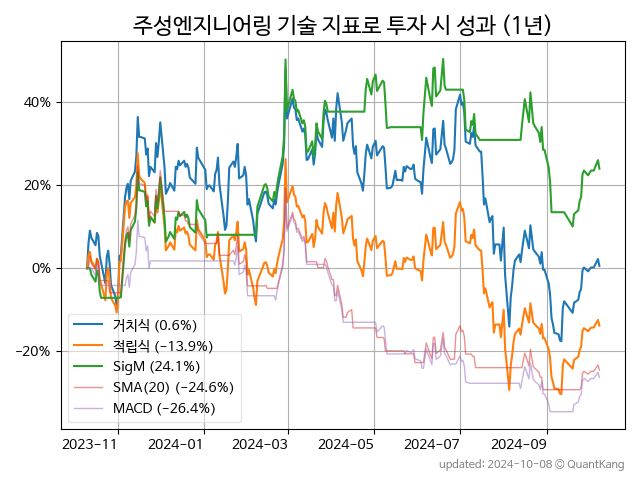 주성엔지니어링 기술 지표로 투자 시 성과 (1년)
40%
20%
0%
−20%
거치식 (0.6%)
적립식 (−13.9%)
SigM (24.1%)
SMA(20) (−24.6%)
MACD (−26.4%)
2023−11 2024−01 2024−03 2024−05 2024−07 2024−09
updated: 2024-10-08 © QuantKang